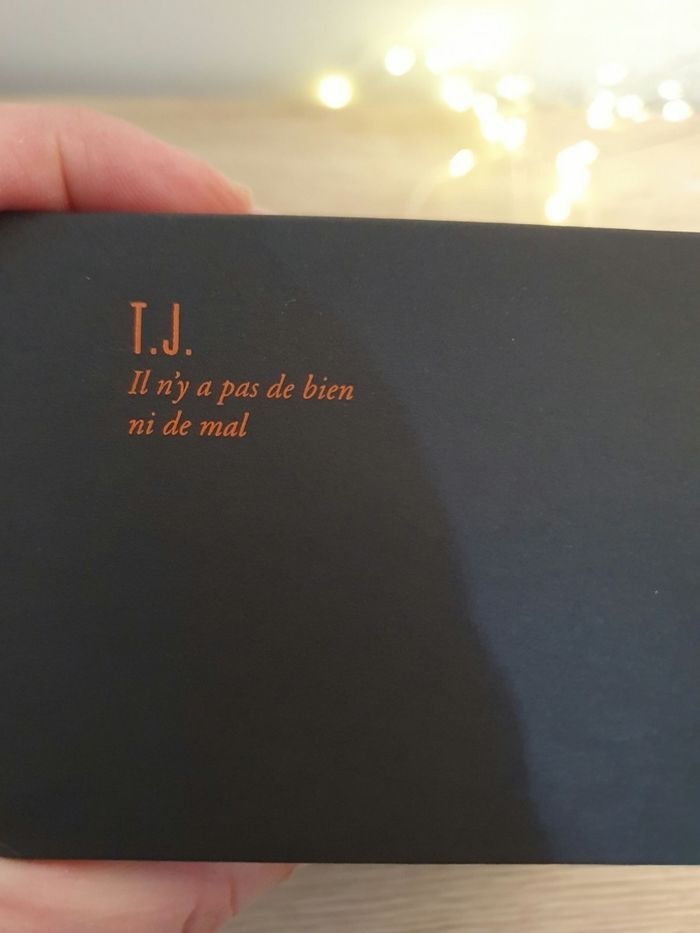 T.J.
Il n'y a pas de bien
ni de mal